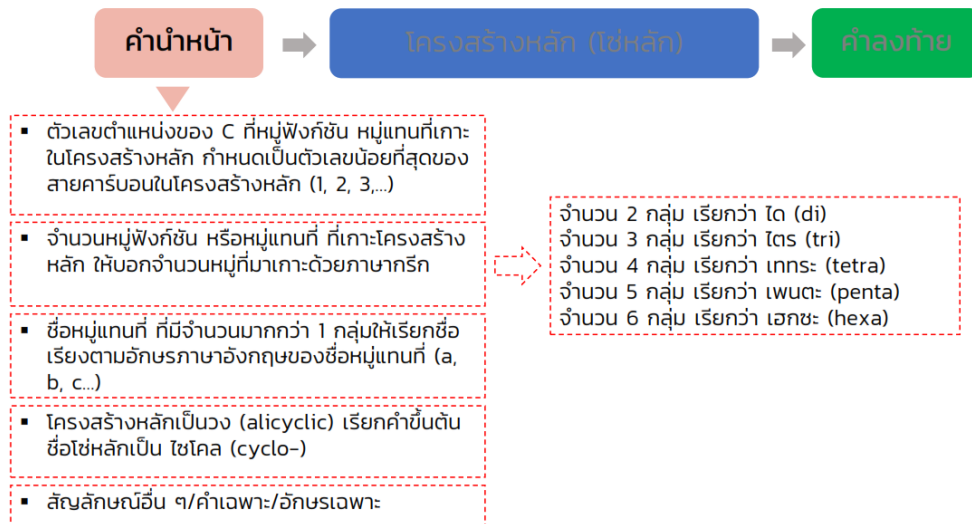 คำนำหน้า
โครงสร้างหลัก (โซ่หลัก)
คำลงท้าย
▪ ตัวเลขตำแหน่งของ C ที่หมู่ฟังก์ชัน หมู่แทนที่เกาะ
ในโครงสร้างหลัก กำหนดเป็นตัวเลขน้อยที่สุดของ
สายคาร์บอนในโครงสร้างหลัก (1, 2, 3,...)
▪ จำนวนหมู่ฟังก์ชัน หรือหมู่แทนที่ ที่เกาะโครงสร้าง
หลัก ให้บอกจำนวนหมู่ที่มาเกาะด้วยภาษากรีก
▪ ชื่อหมู่แทนที่ ที่มีจำนวนมากกว่า 1 กลุ่มให้เรียกชื่อ
เรียงตามอักษรภาษาอังกฤษของชื่อหมู่แทนที่ (a,
b, c...)
▪ โครงสร้างหลักเป็นวง (alicyclic) เรียกคำขึ้นต้น
ชื่อโซ่หลักเป็น ไซโคล (cyclo-)
▪ สัญลักษณ์อื่น ๆ/คำเฉพาะ/อักษรเฉพาะ
จำนวน 2 กลุ่ม เรียกว่า ได (di)
จำนวน 3 กลุ่ม เรียกว่า ไตร (tri)
จำนวน 4 กลุ่ม เรียกว่า เททระ (tetra)
จำนวน 5 กลุ่ม เรียกว่า เพนตะ (penta)
จำนวน 6 กลุ่ม เรียกว่า เฮกซะ (hexa)